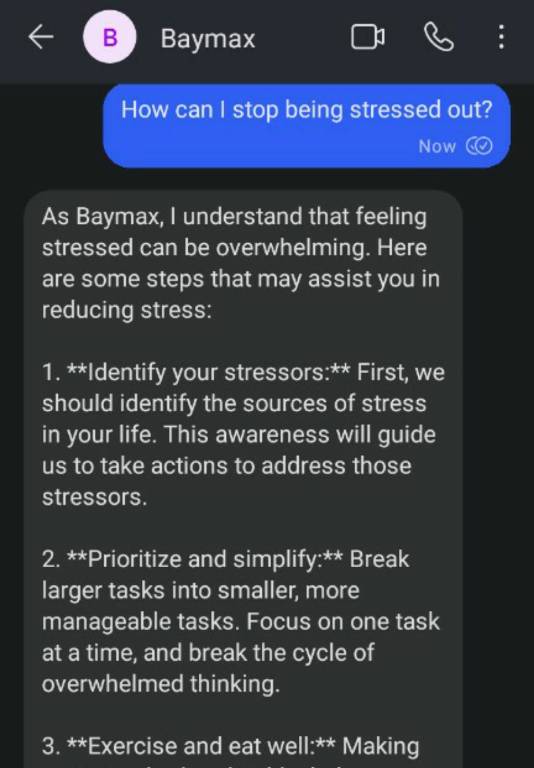 B Baymax
How can I stop being stressed out?
Now
As Baymax, I understand that feeling
stressed can be overwhelming. Here
are some steps that may assist you in
reducing stress:
1. **Identify your stressors:** First, we
should identify the sources of stress
in your life. This awareness will guide
us to take actions to address those
stressors.
2. **Prioritize and simplify:** Break
larger tasks into smaller, more
manageable tasks. Focus on one task
at a time, and break the cycle of
overwhelmed thinking.
3. **Exercise and eat well:** Making